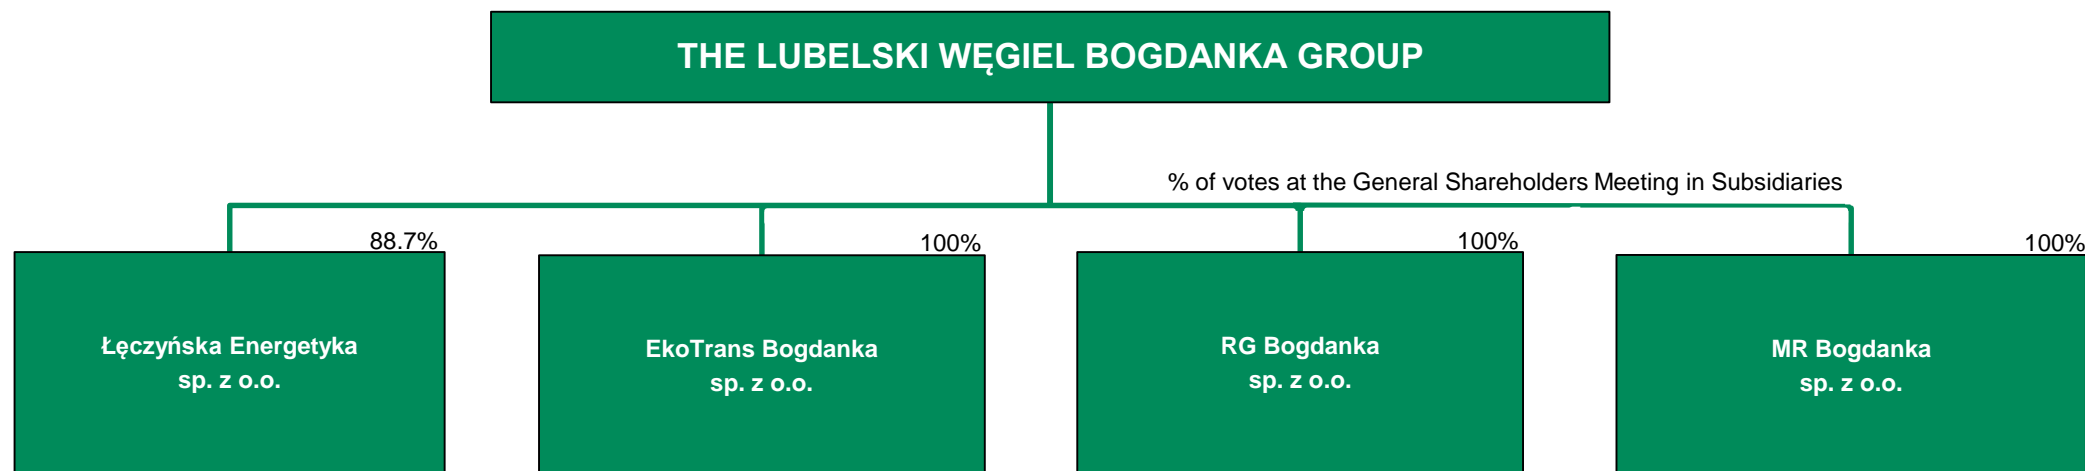 THE LUBELSKI WĘGIEL BOGDANKA GROUP
% of votes at the General Shareholders Meeting in Subsidiaries
88.7%
100%
100%
100%
Łęczyńska Energetyka
sp. z o.o.
EkoTrans Bogdanka
sp. z o.o.
RG Bogdanka
sp. z o.o.
MR Bogdanka
sp. z o.o.